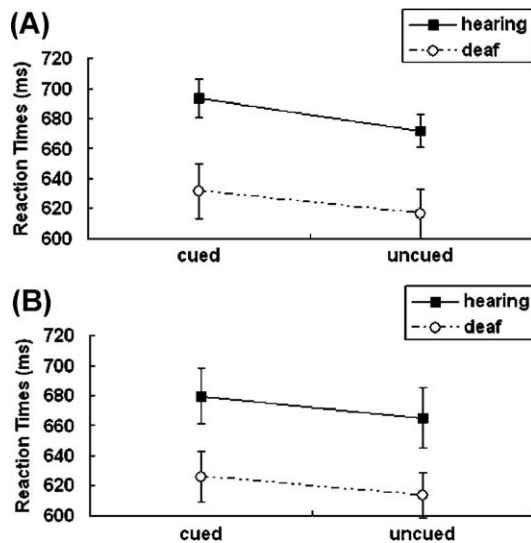 (A)
hearing
deaf
Reaction Times (ms)
720
700
680
660
640
620
600
cued uncued
(B)
hearing
deaf
Reaction Times (ms)
720
700
680
660
640
620
600
cued uncued